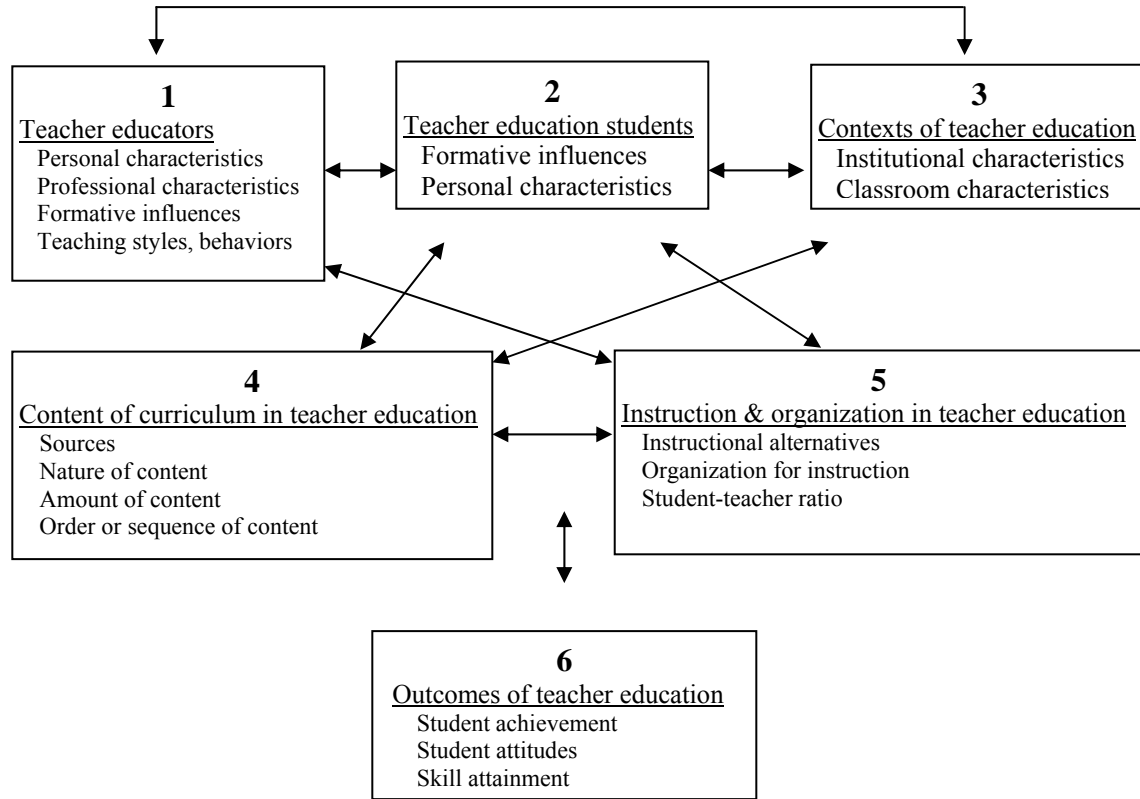 1
Teacher educators
Personal characteristics
Professional characteristics
Formative influences
Teaching styles, behaviors
2
Teacher education students
Formative influences
Personal characteristics
3
Contexts of teacher education
Institutional characteristics
Classroom characteristics
4
Content of curriculum in teacher education
Sources
Nature of content
Amount of content
Order or sequence of content
5
Instruction & organization in teacher education
Instructional alternatives
Organization for instruction
Student-teacher ratio
6
Outcomes of teacher education
Student achievement
Student attitudes
Skill attainment